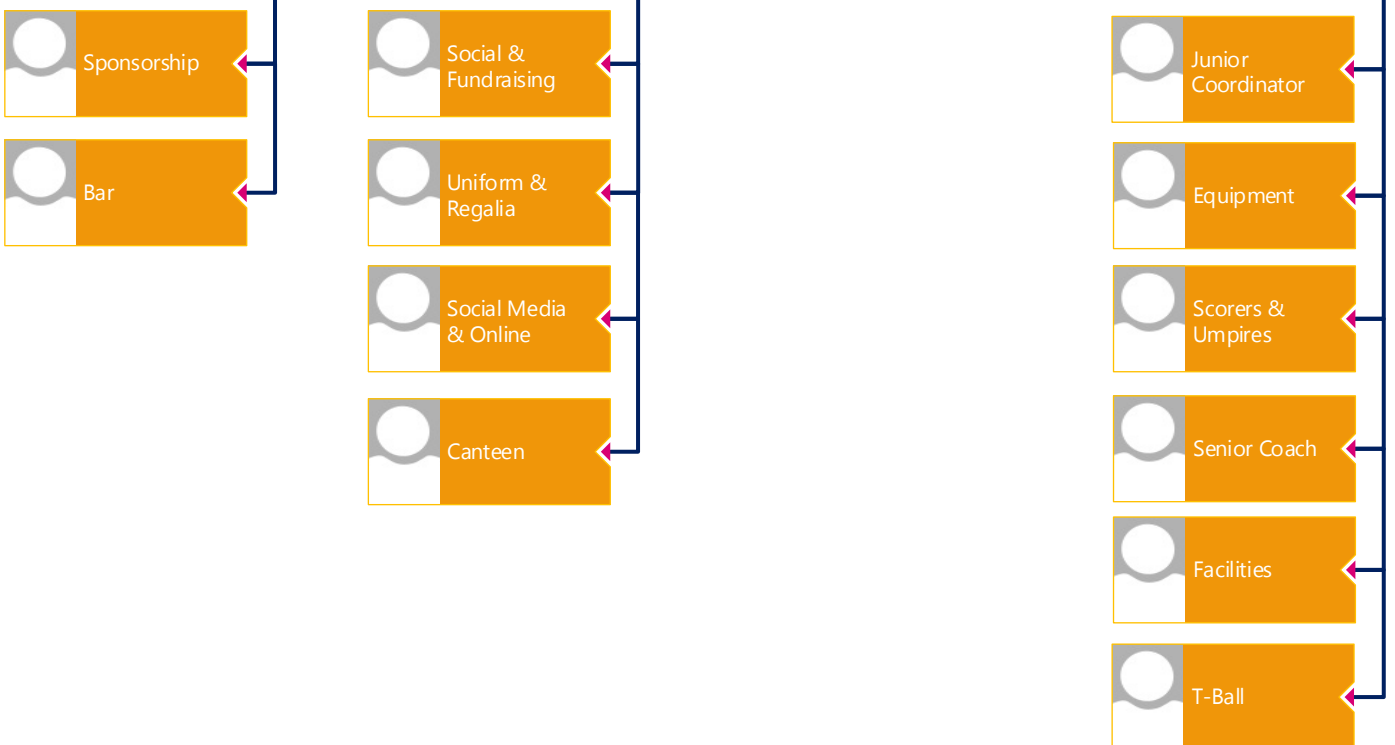 Sponsorship
Bar
Social &
Fundraising
Uniform &
Regalia
Social Media
& Online
Canteen
Junior
Coordinator
Equipment
Scorers &
Umpires
Senior Coach
Facilities
T-Ball